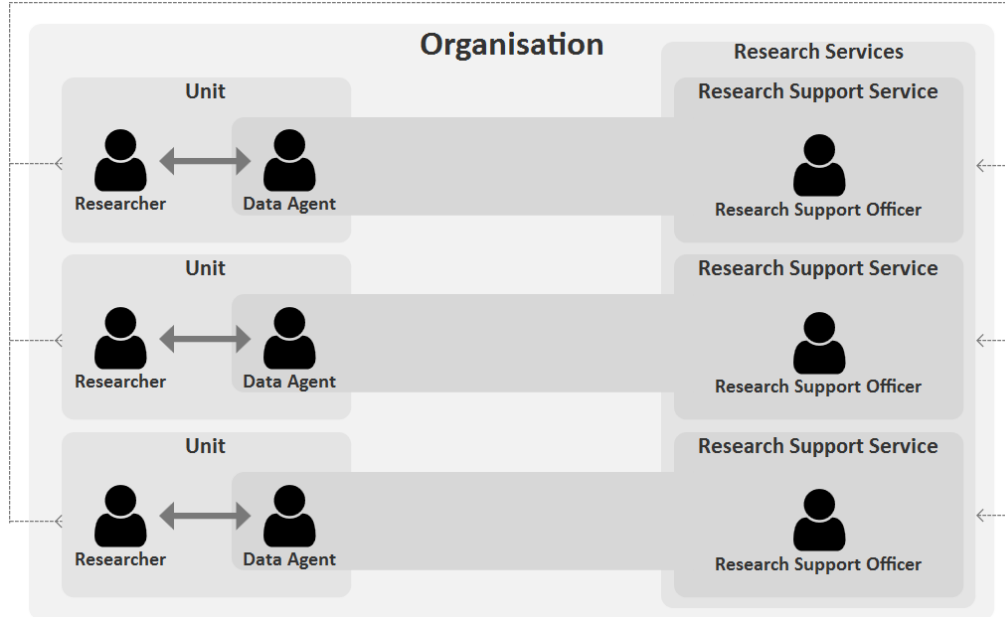 Organisation
Research Services
Unit
Research Support Service
Researcher
Data Agent
Research Support Officer
Unit
Research Support Service
Researcher
Data Agent
Research Support Officer
Unit
Research Support Service
Researcher
Data Agent
Research Support Officer